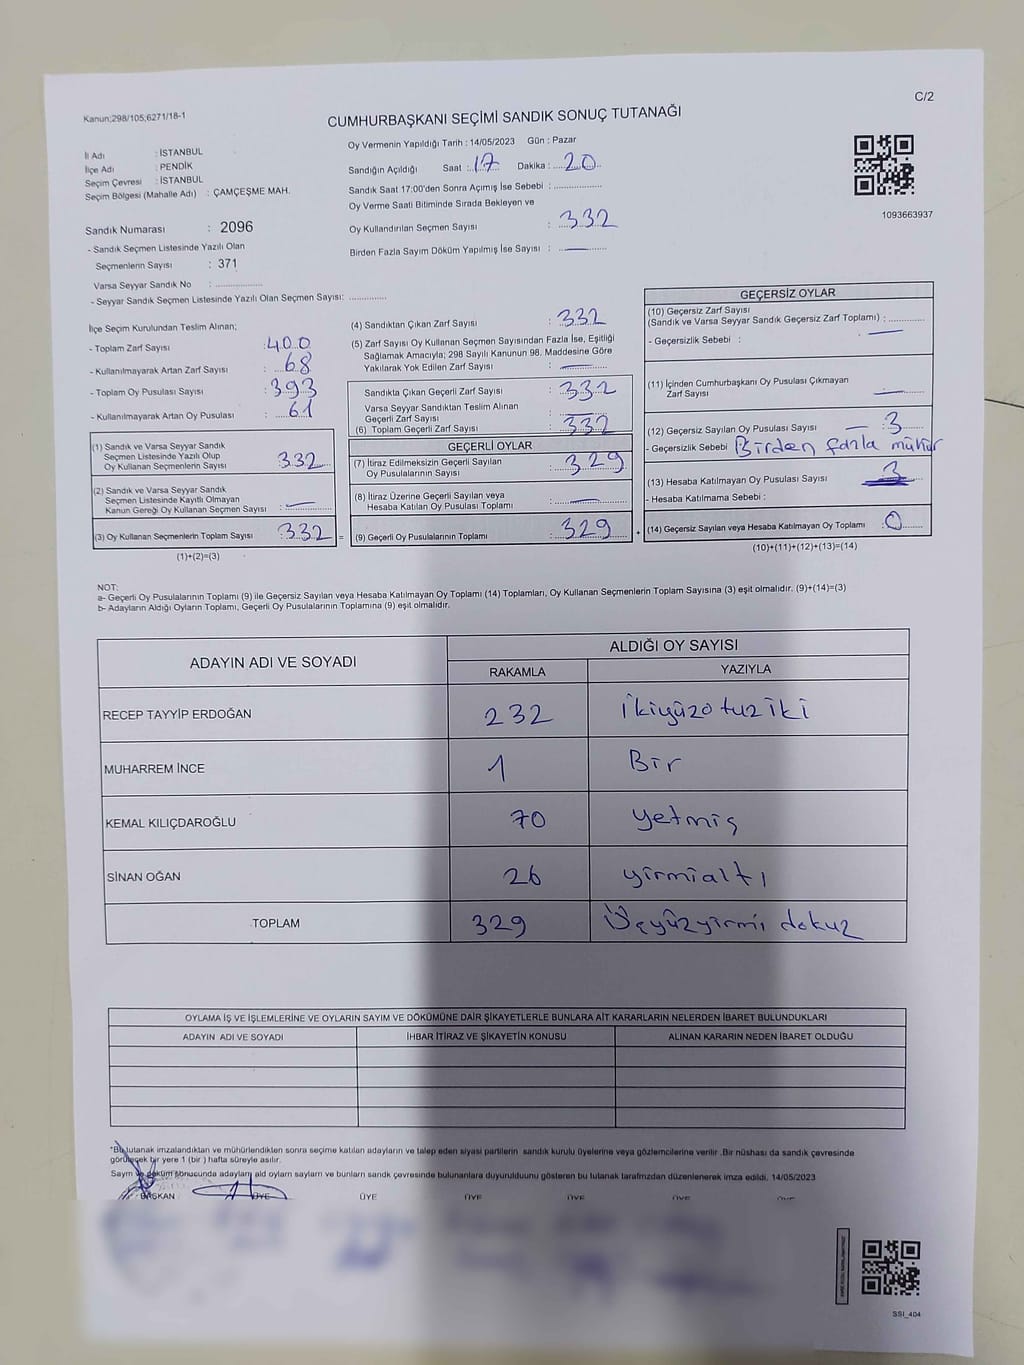 C/2
Kanun;298/105;6271/18-1
CUMHURBAŞKANI SEÇİMİ SANDIK SONUÇ TUTANAĞI
İl Adı : İSTANBUL
İlçe Adı : PENDİK
Seçim Çevresi : İSTANBUL
Seçim Bölgesi (Mahalle Adı) : ÇAMÇEŞME MAH.
Oy Vermenin Yapıldığı Tarih : 14/05/2023 Gün : Pazar
Sandığın Açıldığı Saat : 17 Dakika : 20
Sandık Saat 17:00'den Sonra Açımış İse Sebebi :
Oy Verme Saati Bitiminde Sırada Bekleyen ve
Oy Kullandırılan Seçmen Sayısı : 332
Birden Fazla Sayım Döküm Yapılmış İse Sayısı : —
1093663937
Sandık Numarası : 2096
- Sandık Seçmen Listesinde Yazılı Olan
Seçmenlerin Sayısı : 371
Varsa Seyyar Sandık No :
- Seyyar Sandık Seçmen Listesinde Yazılı Olan Seçmen Sayısı:
İlçe Seçim Kurulundan Teslim Alınan;
- Toplam Zarf Sayısı : 400
- Kullanılmayarak Artan Zarf Sayısı : 68
- Toplam Oy Pusulası Sayısı : 393
- Kullanılmayarak Artan Oy Pusulası : 61
(1) Sandık ve Varsa Seyyar Sandık
Seçmen Listesinde Yazılı Olup
Oy Kullanan Seçmenlerin Sayısı : 332
(2) Sandık ve Varsa Seyyar Sandık
Seçmen Listesinde Kayıtlı Olmayan
Kanun Gereği Oy Kullanan Seçmen Sayısı : —
(3) Oy Kullanan Seçmenlerin Toplam Sayısı : 332 =
(1)+(2)=(3)
(4) Sandıktan Çıkan Zarf Sayısı : 332
(5) Zarf Sayısı Oy Kullanan Seçmen Sayısından Fazla İse, Eşitliği
Sağlamak Amacıyla; 298 Sayılı Kanunun 98. Maddesine Göre
Yakılarak Yok Edilen Zarf Sayısı : —
Sandıkta Çıkan Geçerli Zarf Sayısı : 332
Varsa Seyyar Sandıktan Teslim Alınan
Geçerli Zarf Sayısı : —
(6) Toplam Geçerli Zarf Sayısı : 332
GEÇERLİ OYLAR
(7) İtiraz Edilmeksizin Geçerli Sayılan
Oy Pusulalarının Sayısı : 329
(8) İtiraz Üzerine Geçerli Sayılan veya
Hesaba Katılan Oy Pusulası Toplamı : —
(9) Geçerli Oy Pusulalarının Toplamı : 329 +
GEÇERSİZ OYLAR
(10) Geçersiz Zarf Sayısı
(Sandık ve Varsa Seyyar Sandık Geçersiz Zarf Toplamı) : —
- Geçersizlik Sebebi :
(11) İçinden Cumhurbaşkanı Oy Pusulası Çıkmayan
Zarf Sayısı : —
(12) Geçersiz Sayılan Oy Pusulası Sayısı : 3
- Geçersizlik Sebebi Birden fazla mühür
(13) Hesaba Katılmayan Oy Pusulası Sayısı : 3
- Hesaba Katılmama Sebebi :
(14) Geçersiz Sayılan veya Hesaba Katılmayan Oy Toplamı : 0
(10)+(11)+(12)+(13)=(14)
NOT:
a- Geçerli Oy Pusulalarının Toplamı (9) ile Geçersiz Sayılan veya Hesaba Katılmayan Oy Toplamı (14) Toplamları, Oy Kullanan Seçmenlerin Toplam Sayısına (3) eşit olmalıdır. (9)+(14)=(3)
b- Adayların Aldığı Oyların Toplamı, Geçerli Oy Pusulalarının Toplamına (9) eşit olmalıdır.
ADAYIN ADI VE SOYADI
ALDIĞI OY SAYISI
RAKAMLA YAZIYLA
RECEP TAYYİP ERDOĞAN 232 ikiyüzotuziki
MUHARREM İNCE 1 Bir
KEMAL KILIÇDAROĞLU 70 yetmiş
SİNAN OĞAN 26 yirmialtı
TOPLAM 329 Üçyüzyirmi dokuz
OYLAMA İŞ VE İŞLEMLERİNE VE OYLARIN SAYIM VE DÖKÜMÜNE DAİR ŞİKAYETLERLE BUNLARA AİT KARARLARIN NELERDEN İBARET BULUNDUKLARI
ADAYIN ADI VE SOYADI İHBAR İTİRAZ VE ŞİKAYETİN KONUSU ALINAN KARARIN NEDEN İBARET OLDUĞU
*Bu tutanak imzalandıktan ve mühürlendikten sonra seçime katılan adayların ve talep eden siyasi partilerin sandık kurulu üyelerine veya gözlemcilerine verilir .Bir nüshası da sandık çevresinde
görülecek bir yere 1 (bir ) hafta süreyle asılır.
Sayım ve döküm sonucunda adayları ald oyların sayların ve bunların sandk çevresinde bulunanlara duyurulduunu gösteren bu tutanak tarafmzdan düzenlenerek imza edildi. 14/05/2023
BAŞKAN ÜYE ÜYE ÜYE ÜYE ÜYE ÜYE
SSI_404